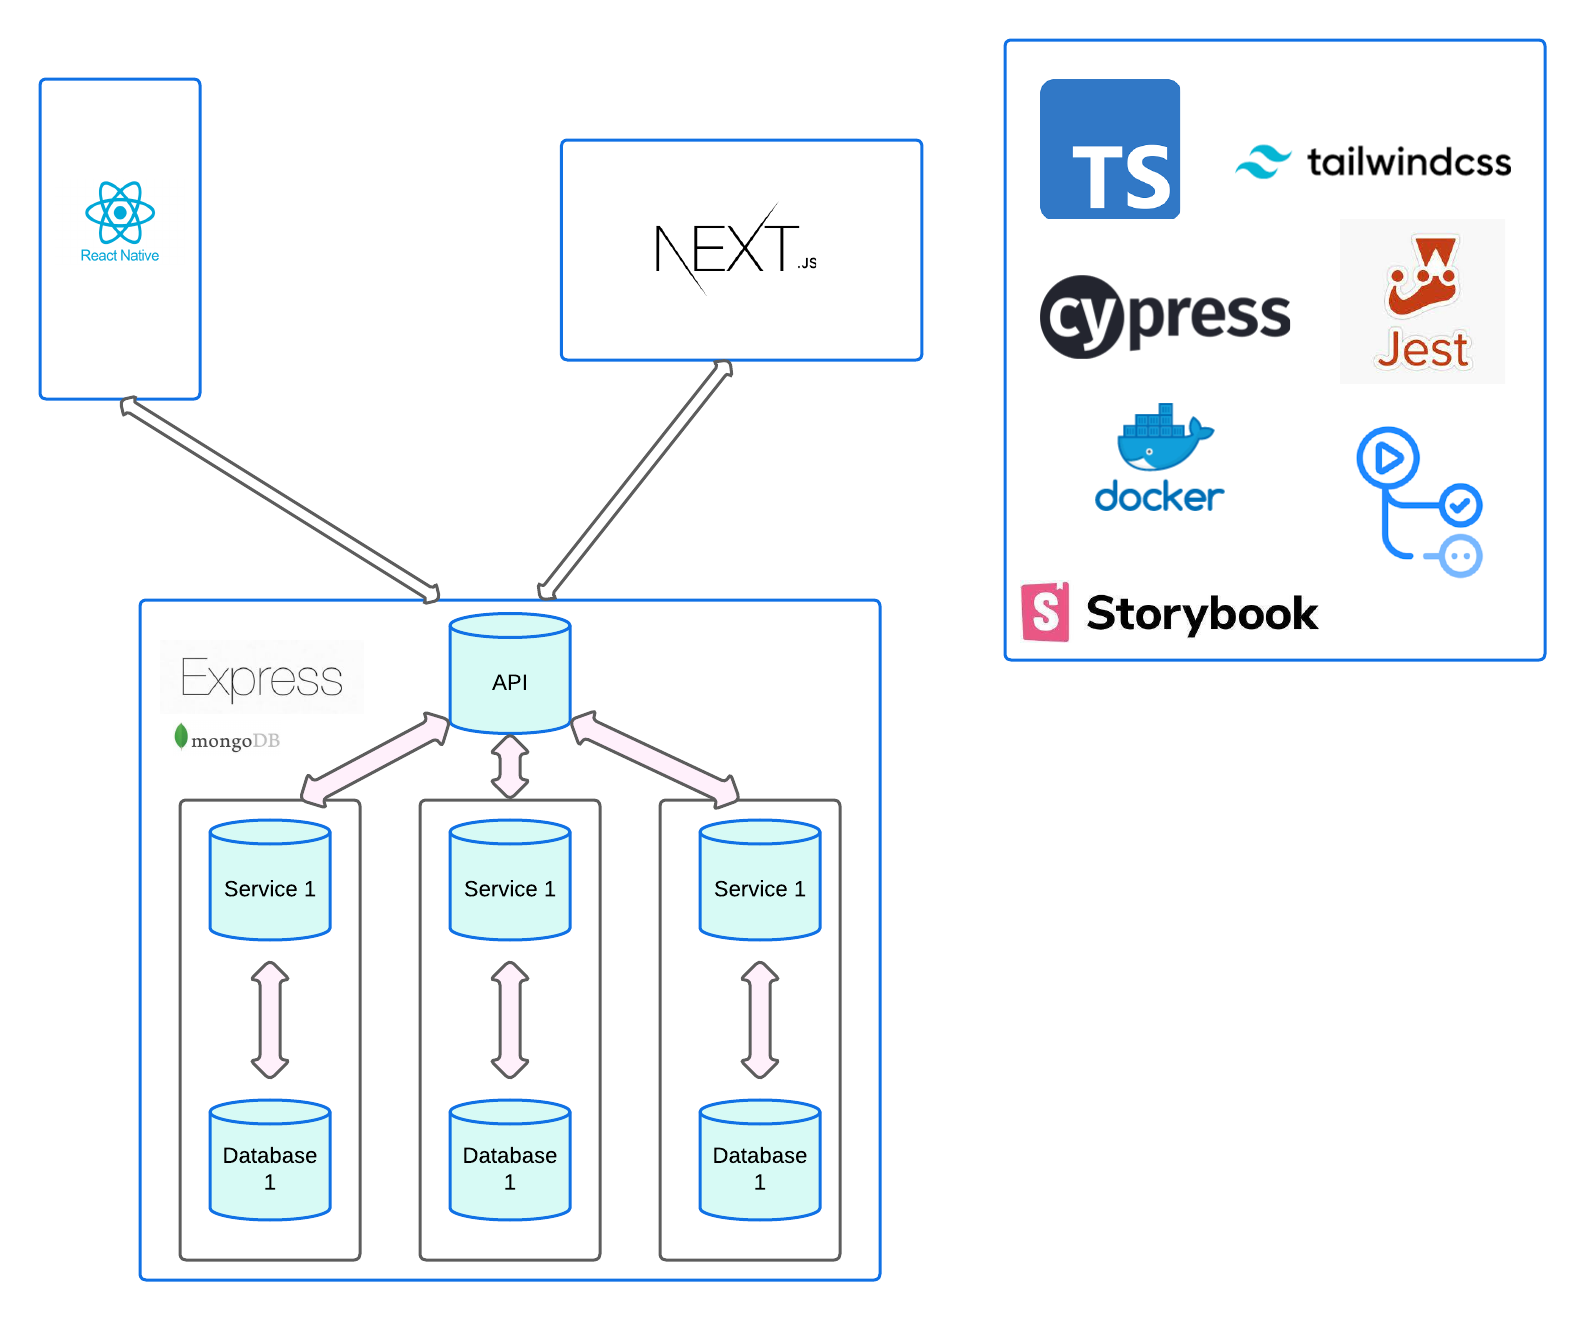 React Native
NEXT.JS
TS
tailwindcss
cypress
Jest
docker
Storybook
Express
mongoDB
API
Service 1
Service 1
Service 1
Database
1
Database
1
Database
1